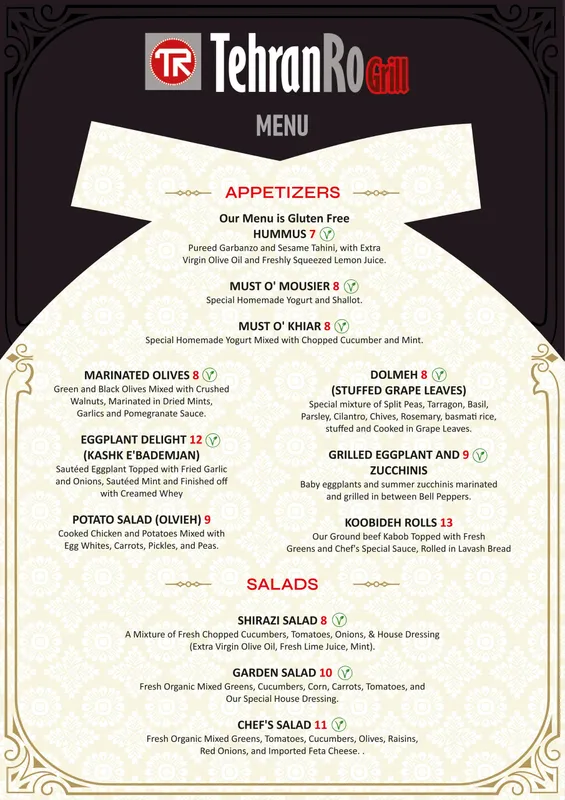 TR
TehranRo Grill
MENU
APPETIZERS
Our Menu is Gluten Free
HUMMUS 7 V
Pureed Garbanzo and Sesame Tahini, with Extra
Virgin Olive Oil and Freshly Squeezed Lemon Juice.
MUST O' MOUSIER 8 V
Special Homemade Yogurt and Shallot.
MUST O' KHIAR 8 V
Special Homemade Yogurt Mixed with Chopped Cucumber and Mint.
MARINATED OLIVES 8 V
Green and Black Olives Mixed with Crushed
Walnuts, Marinated in Dried Mints,
Garlics and Pomegranate Sauce.
EGGPLANT DELIGHT 12 V
(KASHK E'BADEMJAN)
Sautéed Eggplant Topped with Fried Garlic
and Onions, Sautéed Mint and Finished off
with Creamed Whey
POTATO SALAD (OLVIEH) 9
Cooked Chicken and Potatoes Mixed with
Egg Whites, Carrots, Pickles, and Peas.
DOLMEH 8 V
(STUFFED GRAPE LEAVES)
Special mixture of Split Peas, Tarragon, Basil,
Parsley, Cilantro, Chives, Rosemary, basmati rice,
stuffed and Cooked in Grape Leaves.
GRILLED EGGPLANT AND 9 V
ZUCCHINIS
Baby eggplants and summer zucchinis marinated
and grilled in between Bell Peppers.
KOOBIDEH ROLLS 13
Our Ground beef Kabob Topped with Fresh
Greens and Chef's Special Sauce, Rolled in Lavash Bread
SALADS
SHIRAZI SALAD 8 V
A Mixture of Fresh Chopped Cucumbers, Tomatoes, Onions, & House Dressing
(Extra Virgin Olive Oil, Fresh Lime Juice, Mint).
GARDEN SALAD 10 V
Fresh Organic Mixed Greens, Cucumbers, Corn, Carrots, Tomatoes, and
Our Special House Dressing.
CHEF'S SALAD 11 V
Fresh Organic Mixed Greens, Tomatoes, Cucumbers, Olives, Raisins,
Red Onions, and Imported Feta Cheese. .